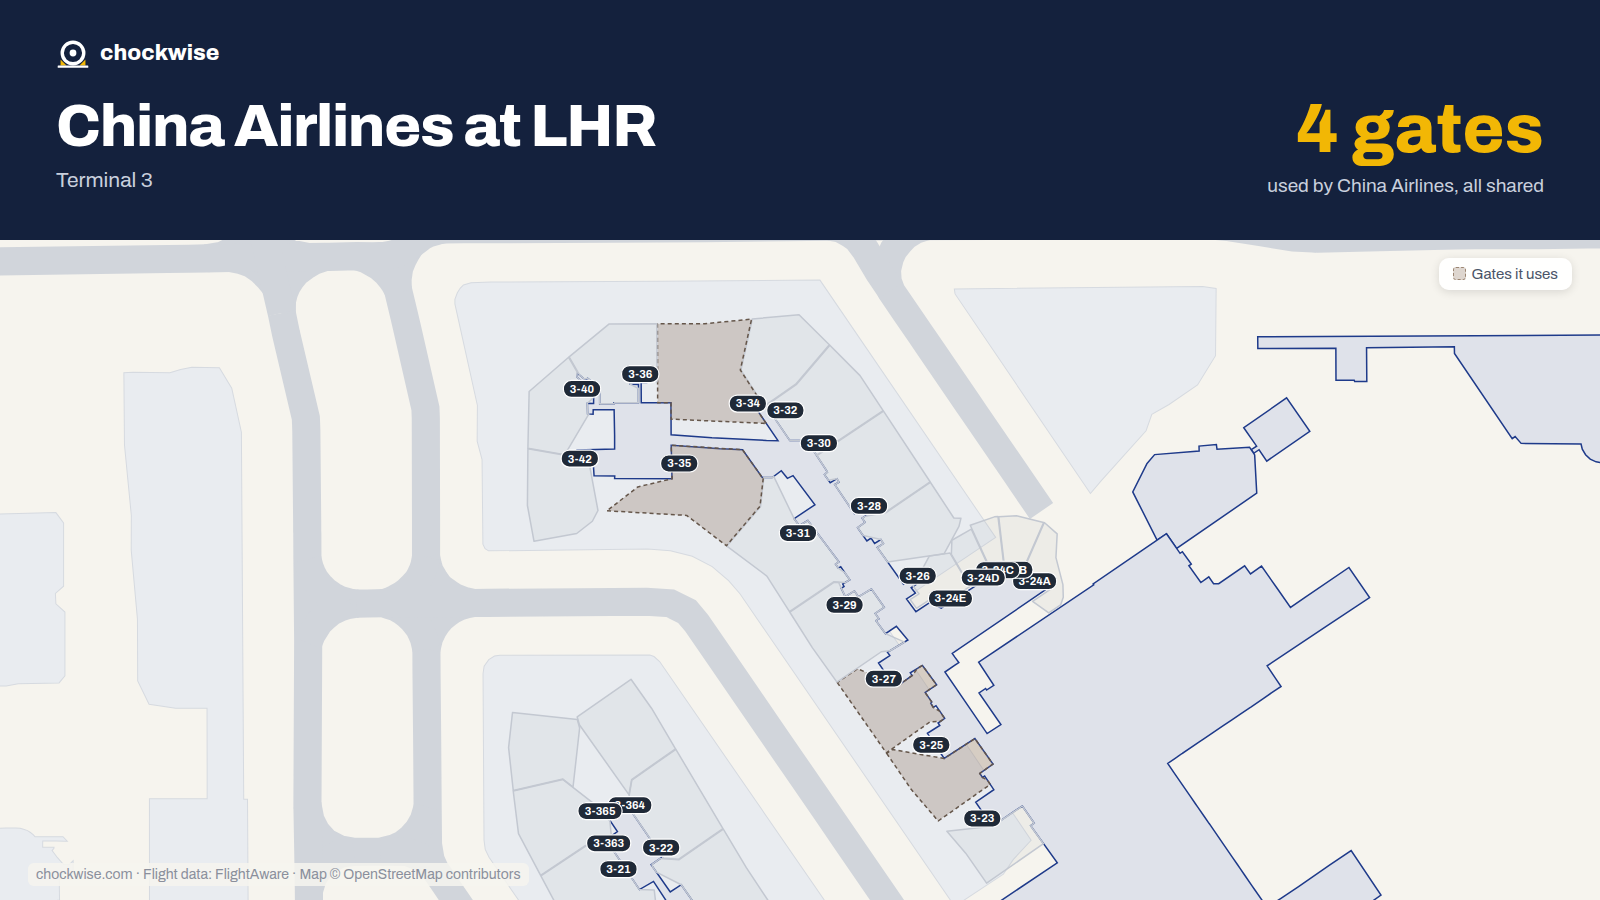 chockwise
China Airlines at LHR
Terminal 3
4 gates
used by China Airlines, all shared
Gates it uses
3-36
3-40
3-34
3-32
3-30
3-42
3-35
3-28
3-31
3-26
3-24D
3-24A
3-24E
3-29
3-27
3-25
3-23
3-365
3-363
3-22
3-21
chockwise.com · Flight data: FlightAware · Map © OpenStreetMap contributors